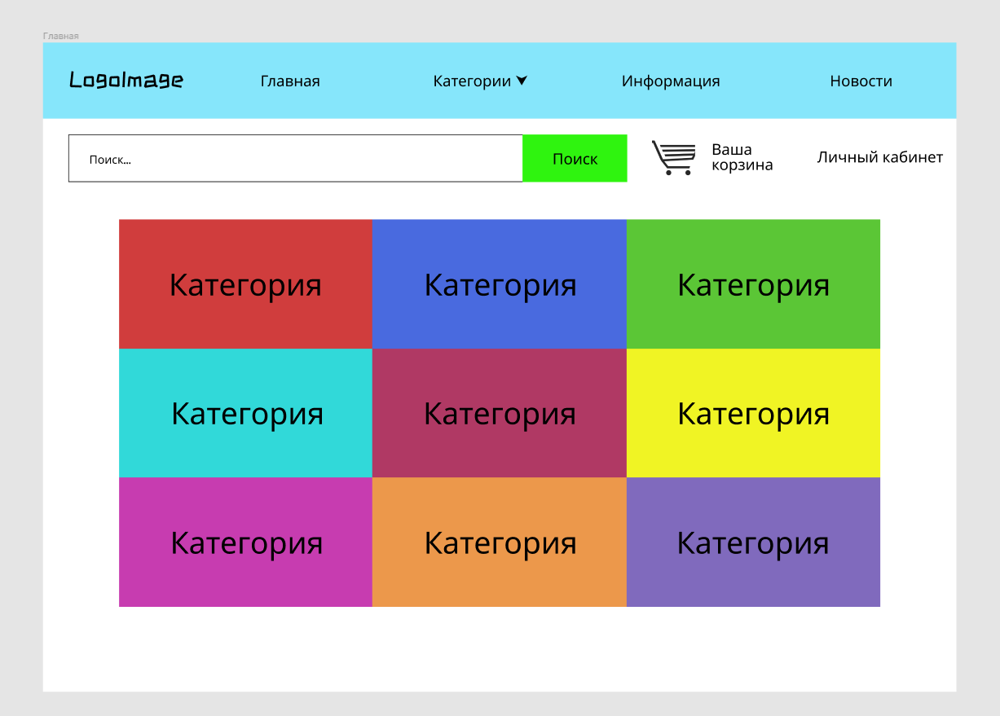 Главная
LogoImage Главная Категории Информация Новости
Поиск... Поиск Ваша корзина Личный кабинет
Категория Категория Категория
Категория Категория Категория
Категория Категория Категория